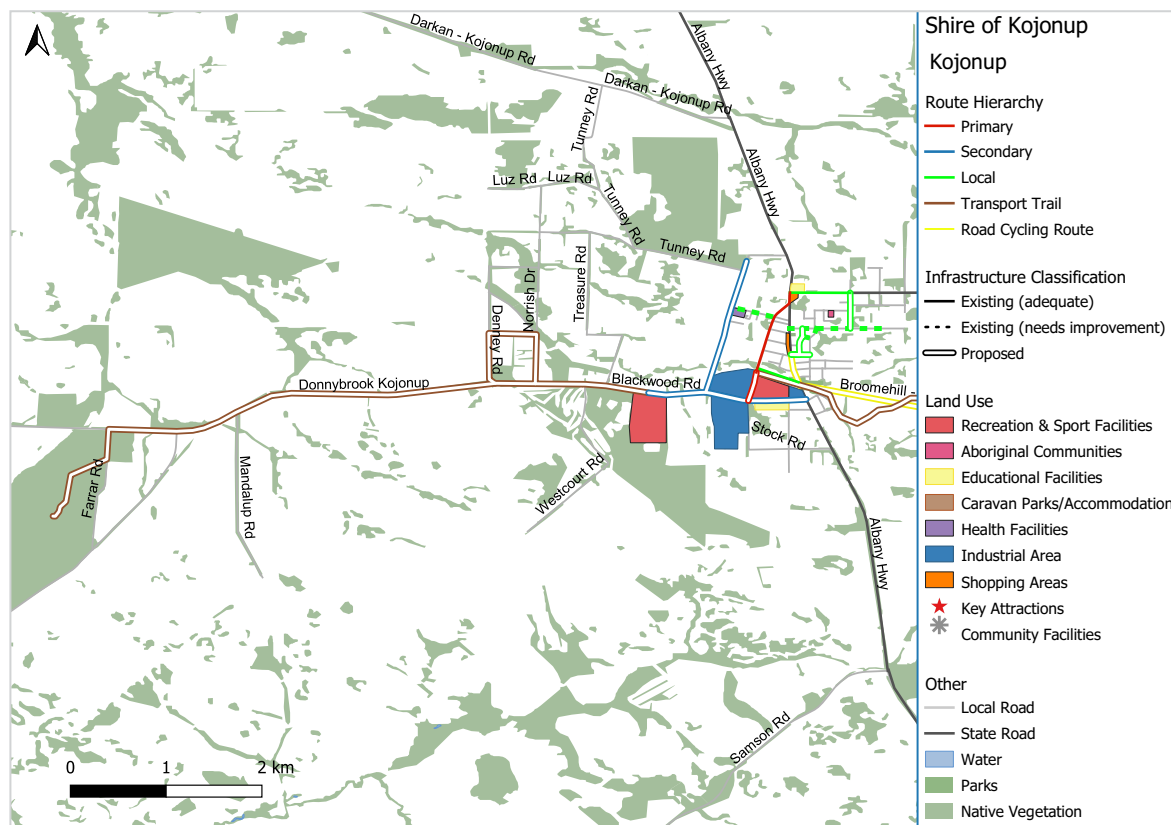 Shire of Kojonup
Kojonup
Route Hierarchy
Primary
Secondary
Local
Transport Trail
Road Cycling Route
Infrastructure Classification
Existing (adequate)
Existing (needs improvement)
Proposed
Land Use
Recreation & Sport Facilities
Aboriginal Communities
Educational Facilities
Caravan Parks/Accommodation
Health Facilities
Industrial Area
Shopping Areas
Key Attractions
Community Facilities
Other
Local Road
State Road
Water
Parks
Native Vegetation
Darkan - Kojonup Rd
Albany Hwy
Darkan - Kojonup Rd
Tunney Rd
Albany Hwy
Luz Rd
Luz Rd
Tunney Rd
Tunney Rd
Treasure Rd
Norrish Dr
Denney Rd
Donnybrook Kojonup
Blackwood Rd
Broomehill -
Stock Rd
Westcourt Rd
Farrar Rd
Mandalup Rd
Albany Hwy
Samson Rd
0 1 2 km